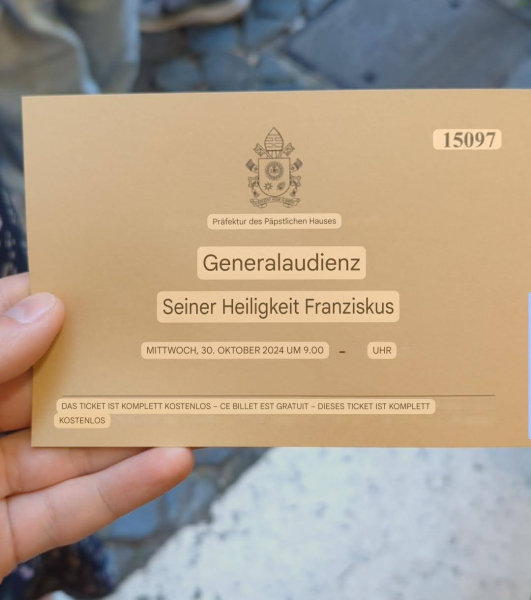 15097
Präfektur des Päpstlichen Hauses
Generalaudienz
Seiner Heiligkeit Franziskus
MITTWOCH, 30. OKTOBER 2024 UM 9.00 – UHR
DAS TICKET IST KOMPLETT KOSTENLOS – CE BILLET EST GRATUIT – DIESES TICKET IST KOMPLETT
KOSTENLOS